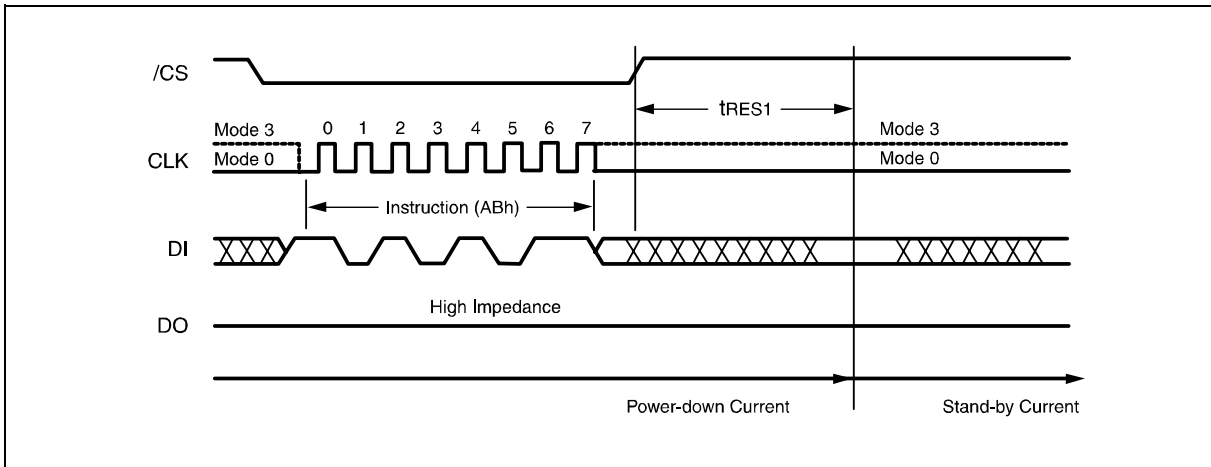 /CS
tRES1
Mode 3
0 1 2 3 4 5 6 7
Mode 3
CLK
Mode 0
Mode 0
Instruction (ABh)
DI
High Impedance
DO
Power-down Current
Stand-by Current